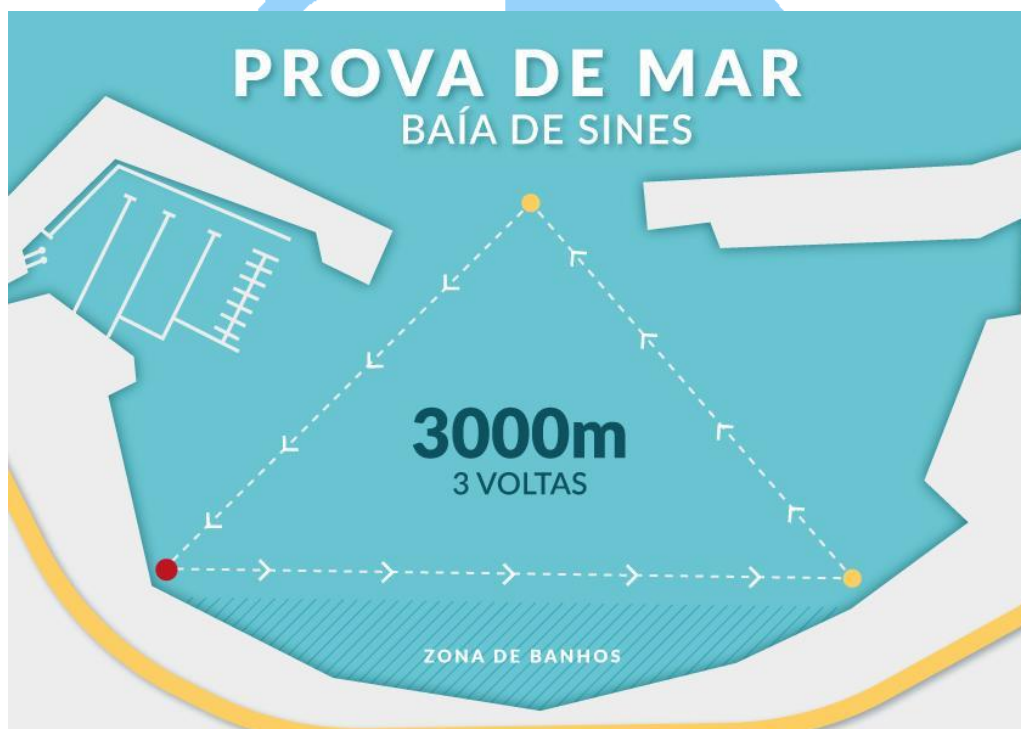 PROVA DE MAR
BAÍA DE SINES
3000m
3 VOLTAS
ZONA DE BANHOS